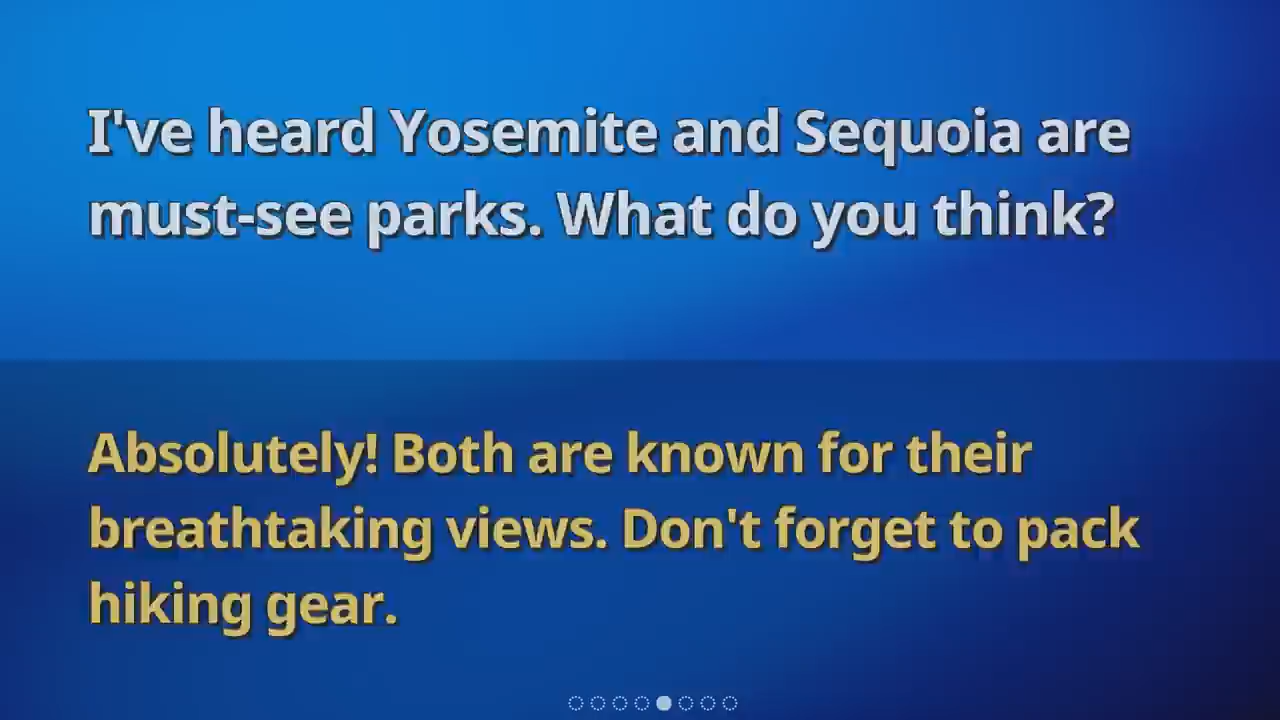 I've heard Yosemite and Sequoia are
must-see parks. What do you think?
Absolutely! Both are known for their
breathtaking views. Don't forget to pack
hiking gear.